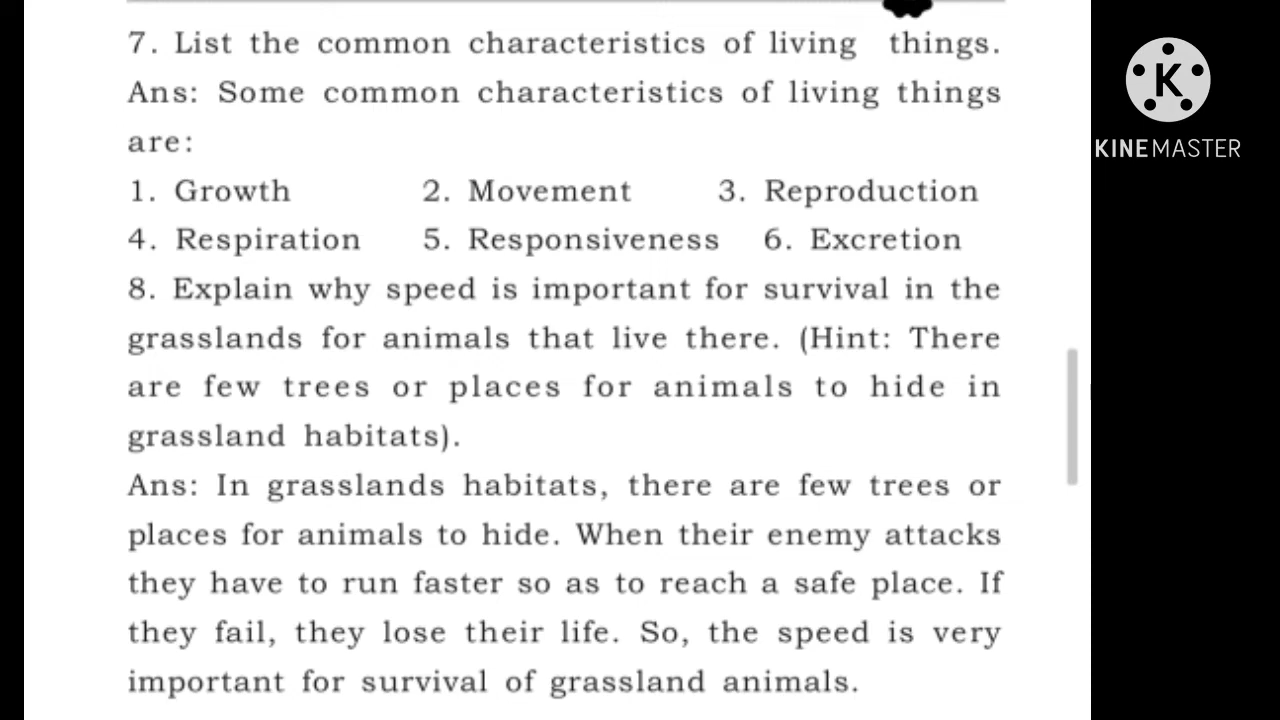 7. List the common characteristics of living things.
Ans: Some common characteristics of living things
are:
1. Growth 2. Movement 3. Reproduction
4. Respiration 5. Responsiveness 6. Excretion
8. Explain why speed is important for survival in the
grasslands for animals that live there. (Hint: There
are few trees or places for animals to hide in
grassland habitats).
Ans: In grasslands habitats, there are few trees or
places for animals to hide. When their enemy attacks
they have to run faster so as to reach a safe place. If
they fail, they lose their life. So, the speed is very
important for survival of grassland animals.
K
KINEMASTER